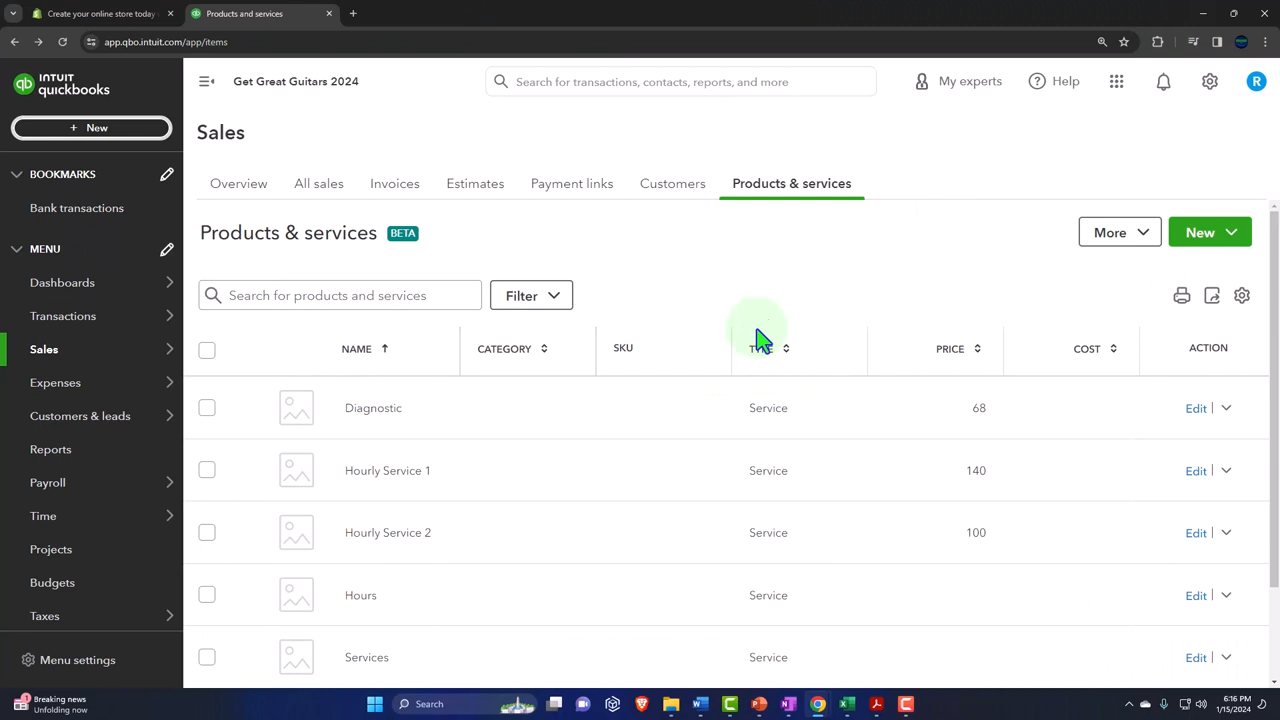 Create your online store today
Products and services
app.qbo.intuit.com/app/items
INTUIT
quickbooks
Get Great Guitars 2024
Search for transactions, contacts, reports, and more
My experts
Help
R
+ New
Sales
BOOKMARKS
Bank transactions
MENU
Dashboards
Transactions
Sales
Expenses
Customers & leads
Reports
Payroll
Time
Projects
Budgets
Taxes
Menu settings
Overview
All sales
Invoices
Estimates
Payment links
Customers
Products & services
Products & services BETA
More
New
Search for products and services
Filter
NAME CATEGORY SKU TYPE PRICE COST ACTION
Diagnostic Service 68 Edit
Hourly Service 1 Service 140 Edit
Hourly Service 2 Service 100 Edit
Hours Service Edit
Services Service Edit
Breaking news
Unfolding now
Search
6:16 PM
1/15/2024